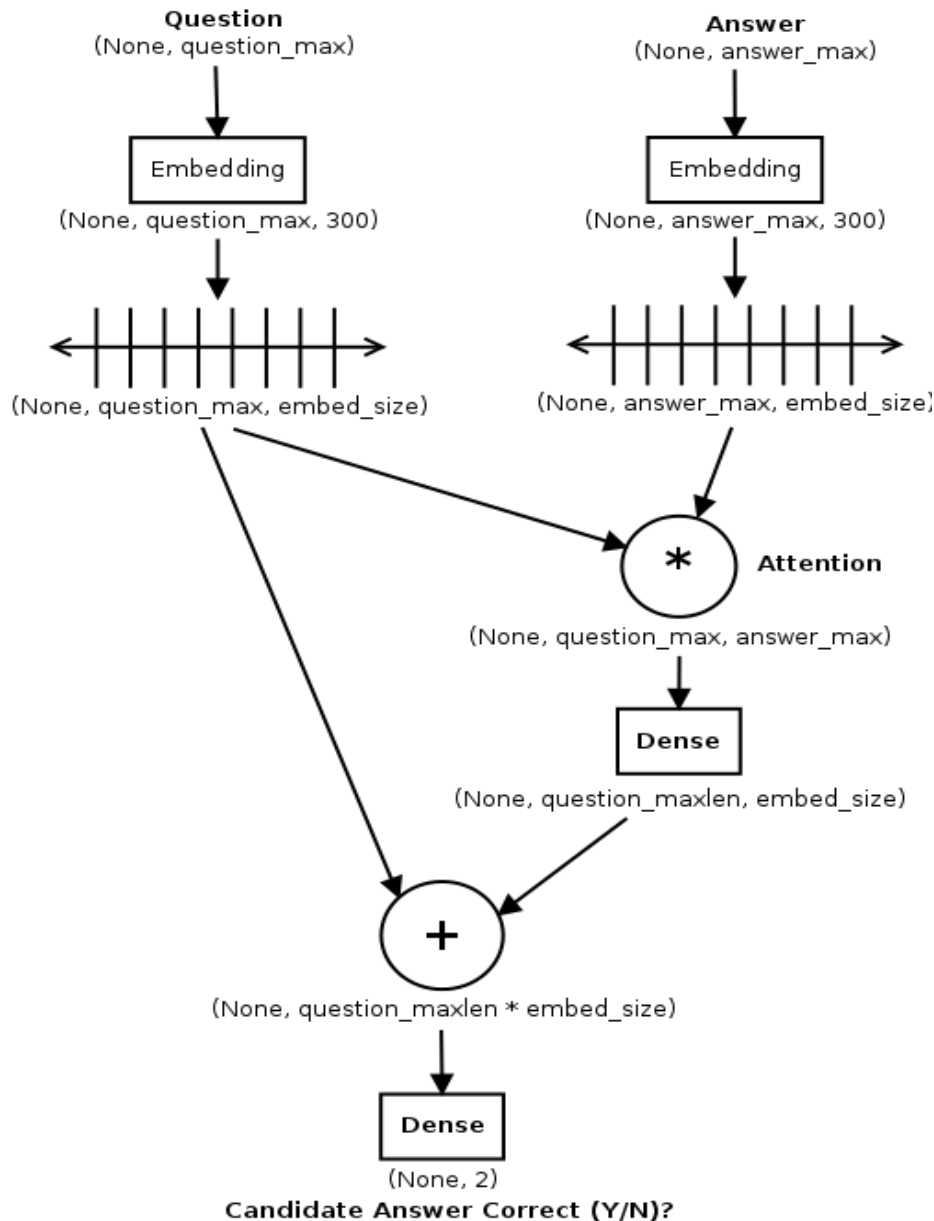 Question
(None, question_max)
Answer
(None, answer_max)
Embedding
(None, question_max, 300)
Embedding
(None, answer_max, 300)
(None, question_max, embed_size)
(None, answer_max, embed_size)
*
Attention
(None, question_max, answer_max)
Dense
(None, question_maxlen, embed_size)
+
(None, question_maxlen * embed_size)
Dense
(None, 2)
Candidate Answer Correct (Y/N)?